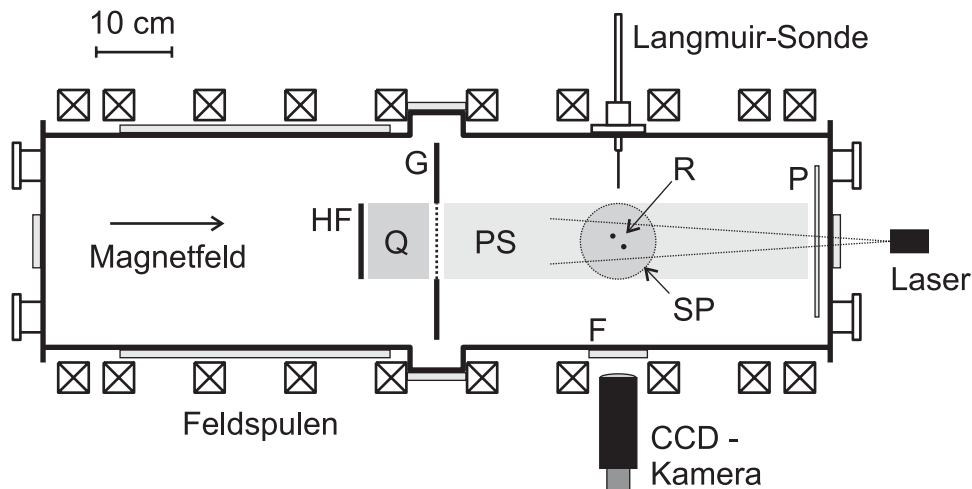 10 cm
Langmuir-Sonde
G
R
P
HF
Q
PS
Magnetfeld
Laser
SP
F
Feldspulen
CCD -
Kamera